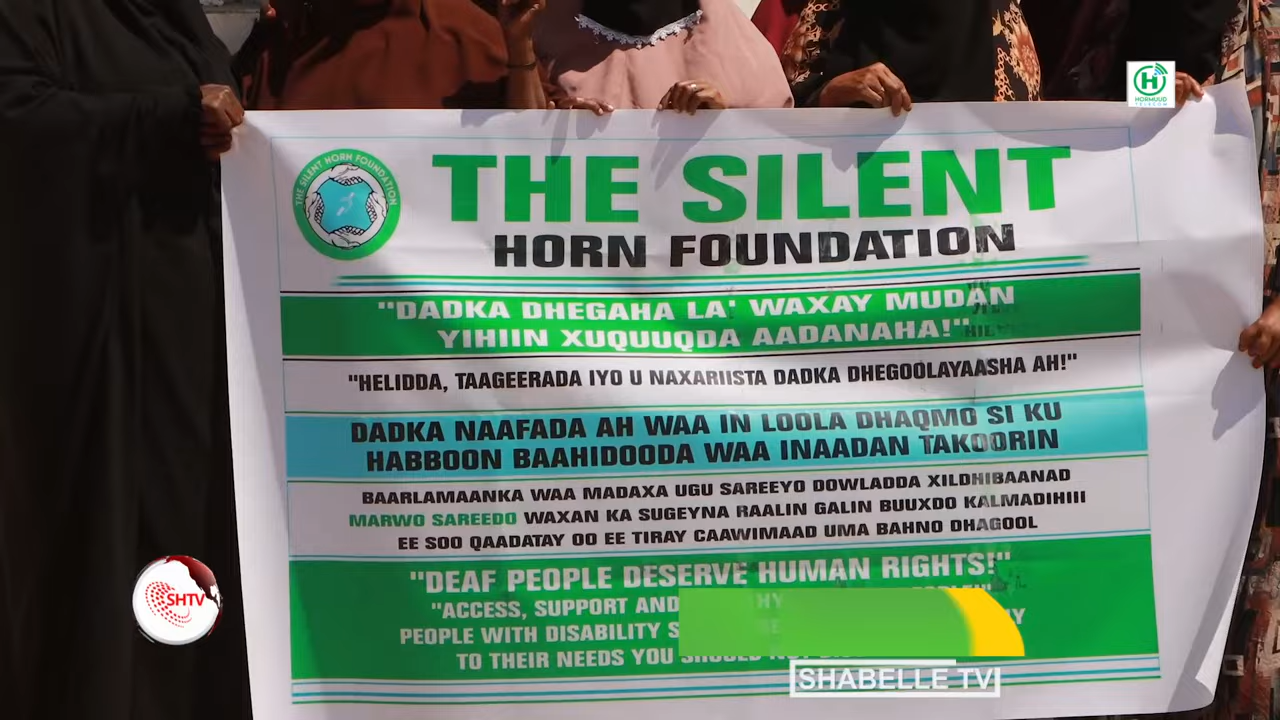 HORMUUD
TELECOM
THE SILENT HORN FOUNDATION
THE SILENT
HORN FOUNDATION
"DADKA DHEGAHA LA' WAXAY MUDAN
YIHIIN XUQUUQDA AADANAHA!"
"HELIDDA, TAAGEERADA IYO U NAXARIISTA DADKA DHEGOOLAYAASHA AH!"
DADKA NAAFADA AH WAA IN LOOLA DHAQMO SI KU
HABBOON BAAHIDOODA WAA INAADAN TAKOORIN
BAARLAMAANKA WAA MADAXA UGU SAREEYO DOWLADDA XILDHIBAANAD
MARWO SAREEDO WAXAN KA SUGEYNA RAALIN GALIN BUUXDO KALMADIHIII
EE SOO QAADATAY OO EE TIRAY CAAWIMAAD UMA BAHNO DHAGOOL
"DEAF PEOPLE DESERVE HUMAN RIGHTS!"
"ACCESS, SUPPORT AND
PEOPLE WITH DISABILITY
TO THEIR NEEDS YOU SHOULD NOT
SHTV
SHABELLE TV